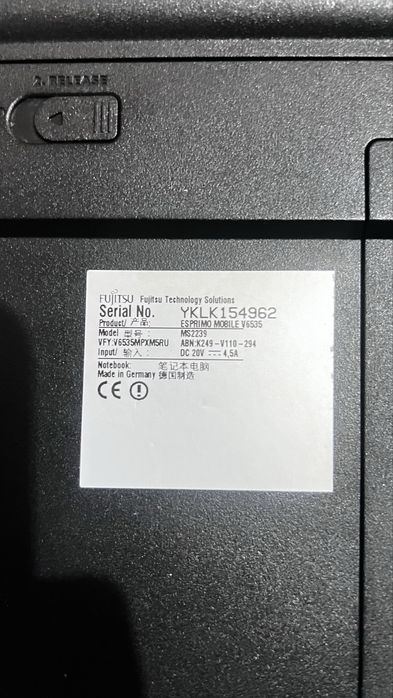 2. RELEASE
FUJITSU Fujitsu Technology Solutions
Serial No. YKLK154962
Product/ 产品: ESPRIMO MOBILE V6535
Model 型号: MS2239
VFY:V6535MPXM5RU ABN:K249-V110-294
Input/ 输入: DC 20V ⎓ 4,5A
Notebook: 笔记本电脑
Made in Germany 德国制造
CE